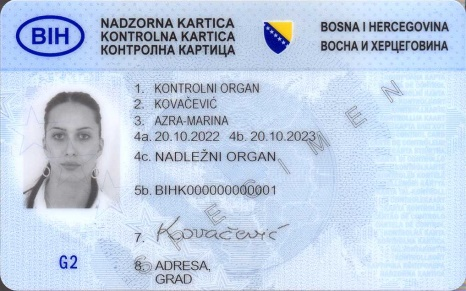 BIH
NADZORNA KARTICA
KONTROLNA KARTICA
КОНТРОЛНА КАРТИЦА
BOSNA I HERCEGOVINA
БОСНА И ХЕРЦЕГОВИНА
1. KONTROLNI ORGAN
2. KOVAČEVIĆ
3. AZRA-MARINA
4a. 20.10.2022 4b. 20.10.2023
4c. NADLEŽNI ORGAN
5b. BIHK000000000001
7. Kovačević
8. ADRESA,
GRAD
G2
SPECIMEN